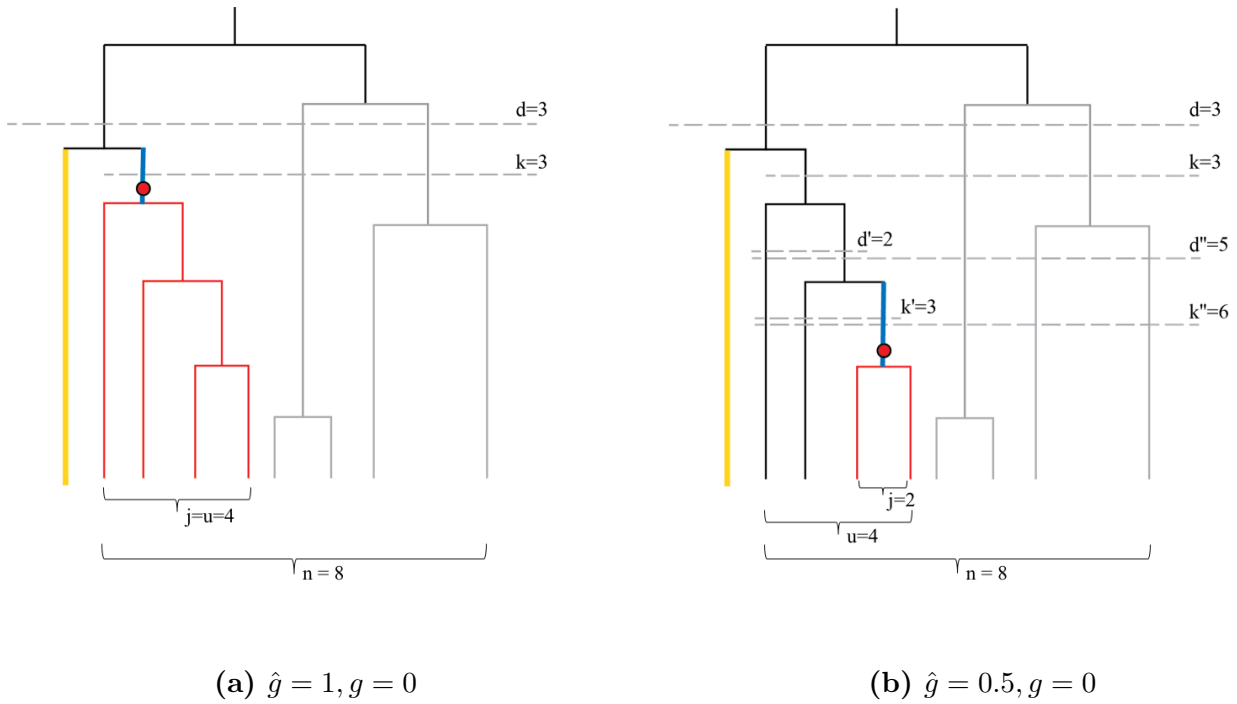 d=3
k=3
j=u=4
n = 8
(a) ĝ = 1, g = 0
d=3
k=3
d'=2
d''=5
k'=3
k''=6
j=2
u=4
n = 8
(b) ĝ = 0.5, g = 0